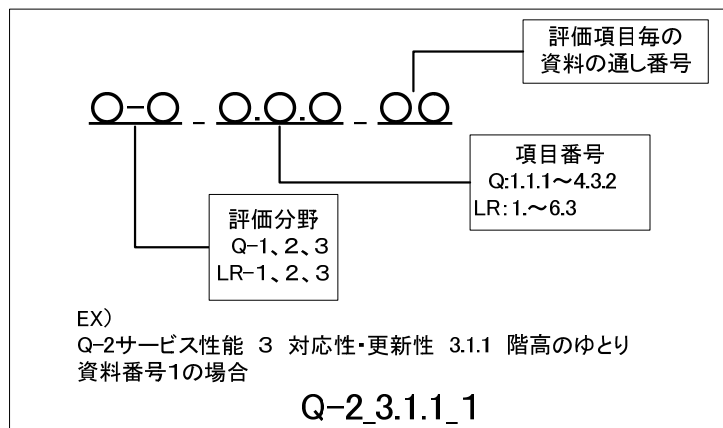 評価項目毎の
資料の通し番号
○-○_○.○.○_○○
項目番号
Q:1.1.1~4.3.2
LR:1.~6.3
評価分野
Q-1、2、3
LR-1、2、3
EX)
Q-2サービス性能 3 対応性・更新性 3.1.1 階高のゆとり
資料番号1の場合
Q-2_3.1.1_1